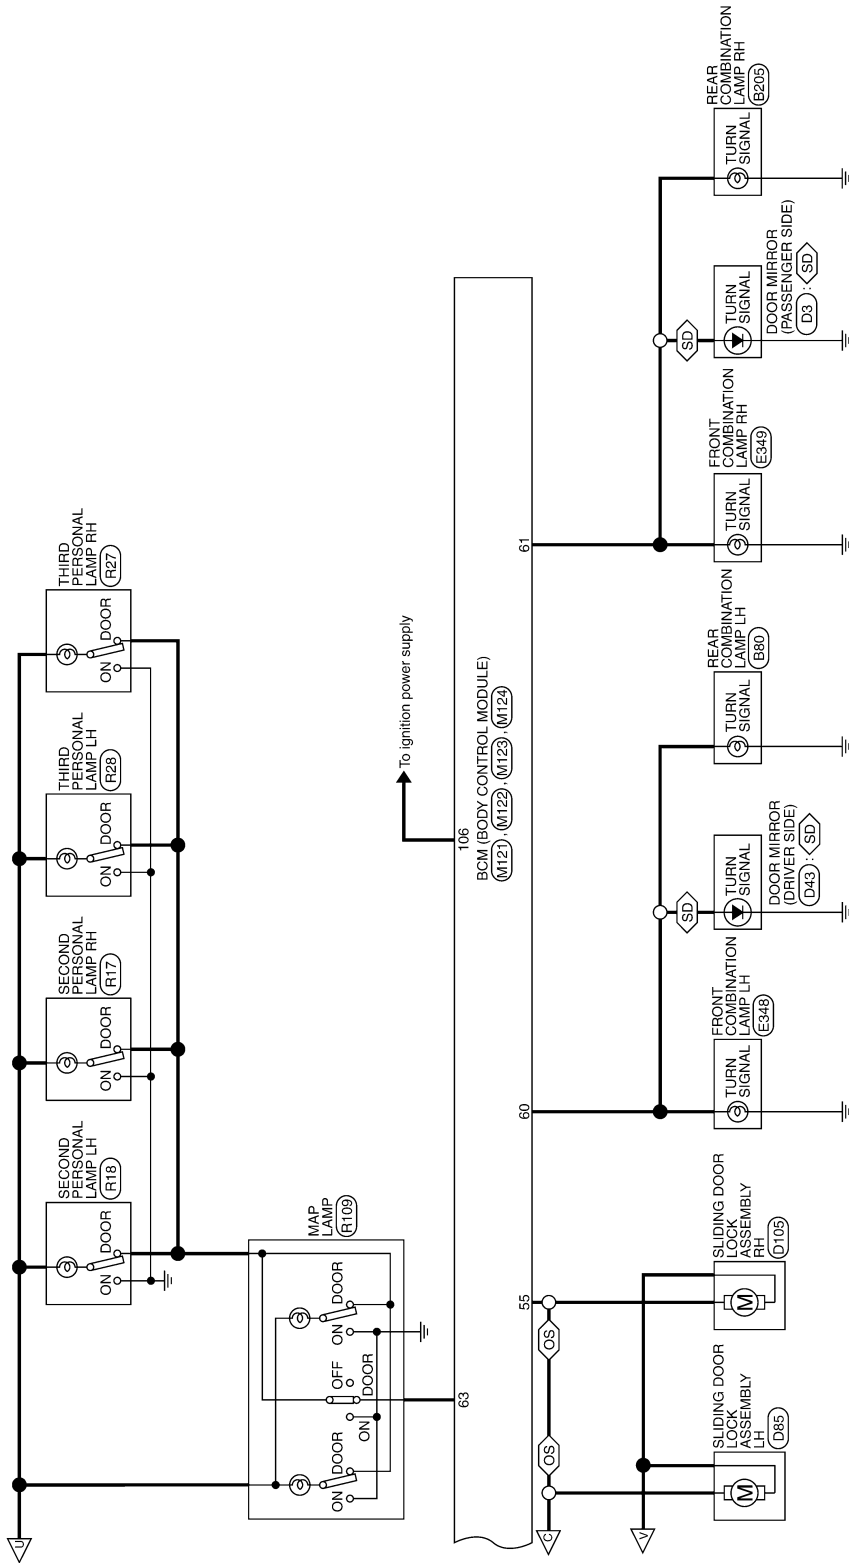 U
SECOND
PERSONAL
LAMP LH
R18
ON
DOOR
SECOND
PERSONAL
LAMP RH
R17
ON
DOOR
THIRD
PERSONAL
LAMP LH
R28
ON
DOOR
THIRD
PERSONAL
LAMP RH
R27
ON
DOOR
MAP
LAMP
R109
ON
DOOR
ON
OFF
DOOR
ON
DOOR
To ignition power supply
63
106
BCM (BODY CONTROL MODULE)
M121 , M122 , M123 , M124
55
60
61
C
OS
OS
V
SLIDING DOOR
LOCK
ASSEMBLY
LH
D85
M
SLIDING DOOR
LOCK
ASSEMBLY
RH
D105
M
FRONT
COMBINATION
LAMP LH
E348
TURN
SIGNAL
SD
TURN
SIGNAL
DOOR MIRROR
(DRIVER SIDE)
D43 : SD
REAR
COMBINATION
LAMP LH
B80
TURN
SIGNAL
FRONT
COMBINATION
LAMP RH
E349
TURN
SIGNAL
SD
TURN
SIGNAL
DOOR MIRROR
(PASSENGER SIDE)
D3 : SD
REAR
COMBINATION
LAMP RH
B205
TURN
SIGNAL